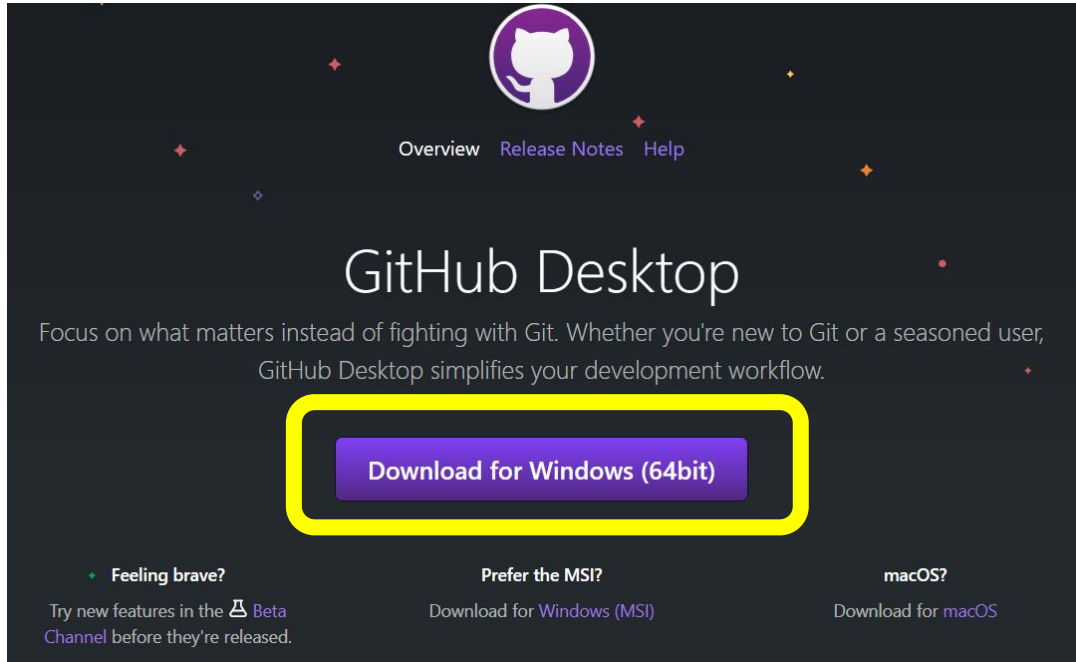 Overview Release Notes Help
GitHub Desktop
Focus on what matters instead of fighting with Git. Whether you're new to Git or a seasoned user,
GitHub Desktop simplifies your development workflow.
Download for Windows (64bit)
Feeling brave?
Try new features in the Beta
Channel before they're released.
Prefer the MSI?
Download for Windows (MSI)
macOS?
Download for macOS